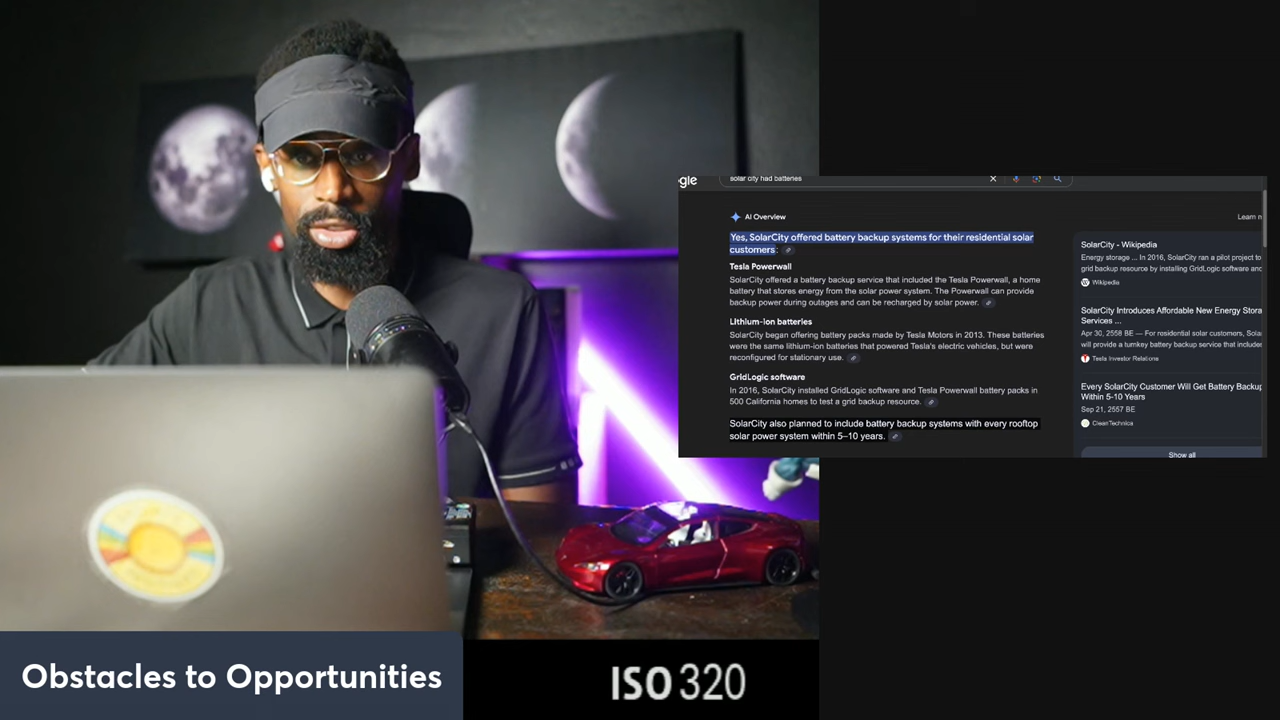 gle
solar city had batteries
AI Overview
Learn
Yes, SolarCity offered battery backup systems for their residential solar
customers:
Tesla Powerwall
SolarCity offered a battery backup service that included the Tesla Powerwall, a home
battery that stores energy from the solar power system. The Powerwall can provide
backup power during outages and can be recharged by solar power.
Lithium-ion batteries
SolarCity began offering battery packs made by Tesla Motors in 2013. These batteries
were the same lithium-ion batteries that powered Tesla's electric vehicles, but were
reconfigured for stationary use.
GridLogic software
In 2016, SolarCity installed GridLogic software and Tesla Powerwall battery packs in
500 California homes to test a grid backup resource.
SolarCity also planned to include battery backup systems with every rooftop
solar power system within 5–10 years.
SolarCity - Wikipedia
Energy storage ... In 2016, SolarCity ran a pilot project to
grid backup resource by installing GridLogic software and
W Wikipedia
SolarCity Introduces Affordable New Energy Stora
Services ...
Apr 30, 2558 BE — For residential solar customers, Solar
will provide a turnkey battery backup service that includes
Tesla Investor Relations
Every SolarCity Customer Will Get Battery Backup
Within 5-10 Years
Sep 21, 2557 BE
CleanTechnica
Show all
Obstacles to Opportunities
ISO 320